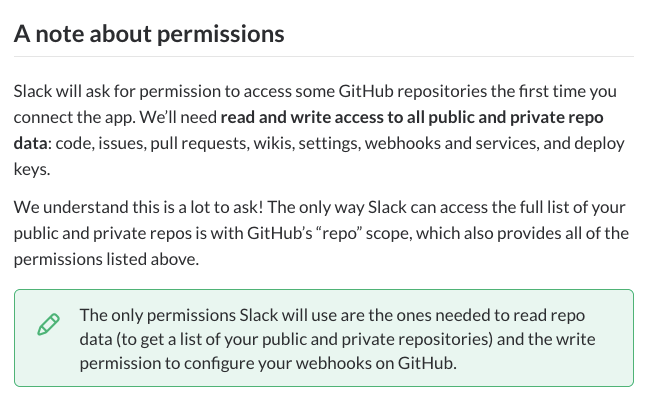 A note about permissions
Slack will ask for permission to access some GitHub repositories the first time you
connect the app. We’ll need read and write access to all public and private repo
data: code, issues, pull requests, wikis, settings, webhooks and services, and deploy
keys.
We understand this is a lot to ask! The only way Slack can access the full list of your
public and private repos is with GitHub’s “repo” scope, which also provides all of the
permissions listed above.
The only permissions Slack will use are the ones needed to read repo
data (to get a list of your public and private repositories) and the write
permission to configure your webhooks on GitHub.